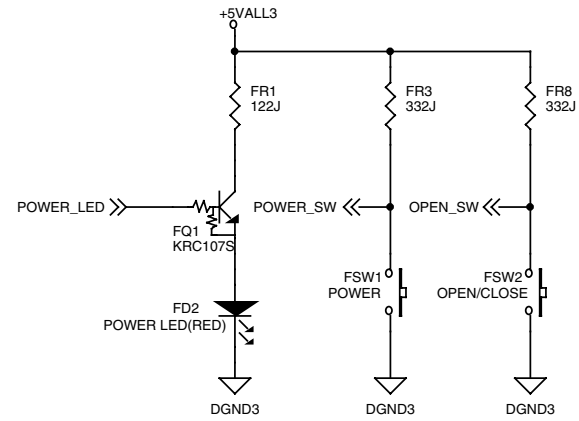 +5VALL3
FR1
122J
FR3
332J
FR8
332J
POWER_LED
POWER_SW
OPEN_SW
FQ1
KRC107S
FSW1
POWER
FSW2
OPEN/CLOSE
FD2
POWER LED(RED)
DGND3
DGND3
DGND3